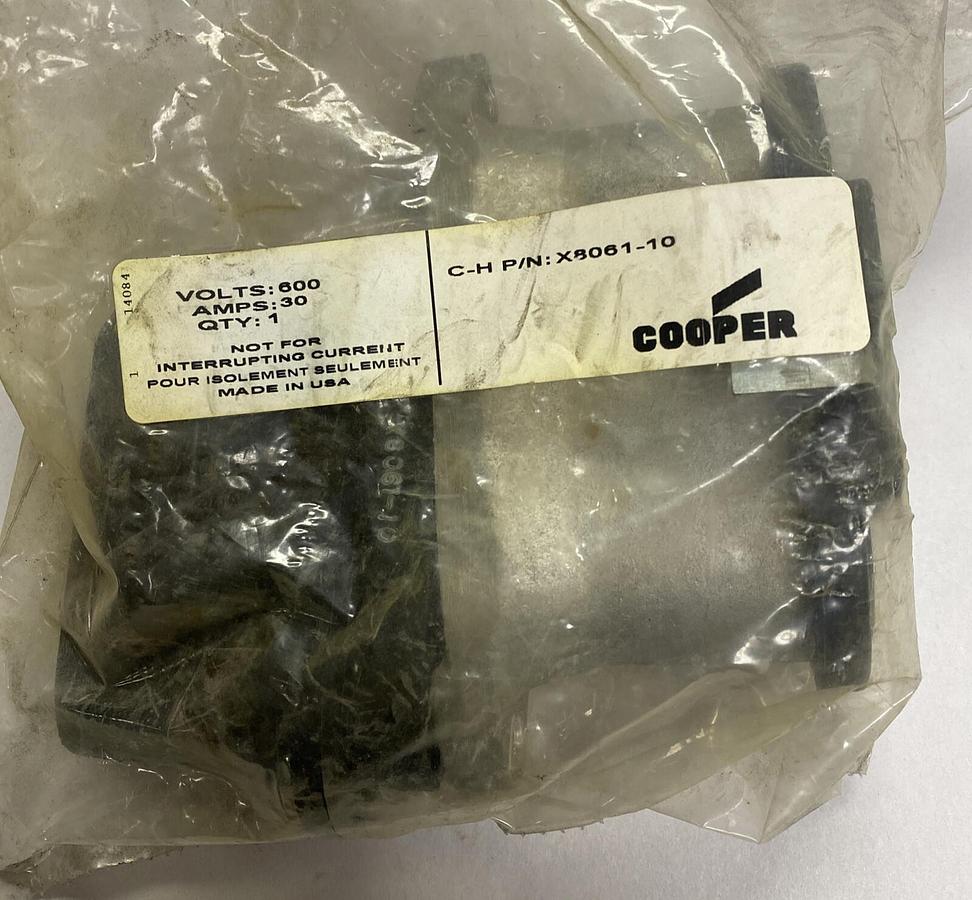 14084
1
VOLTS: 600
AMPS: 30
QTY: 1
NOT FOR
INTERRUPTING CURRENT
POUR ISOLEMENT SEULEMENT
MADE IN USA
C-H P/N: X8061-10
COOPER